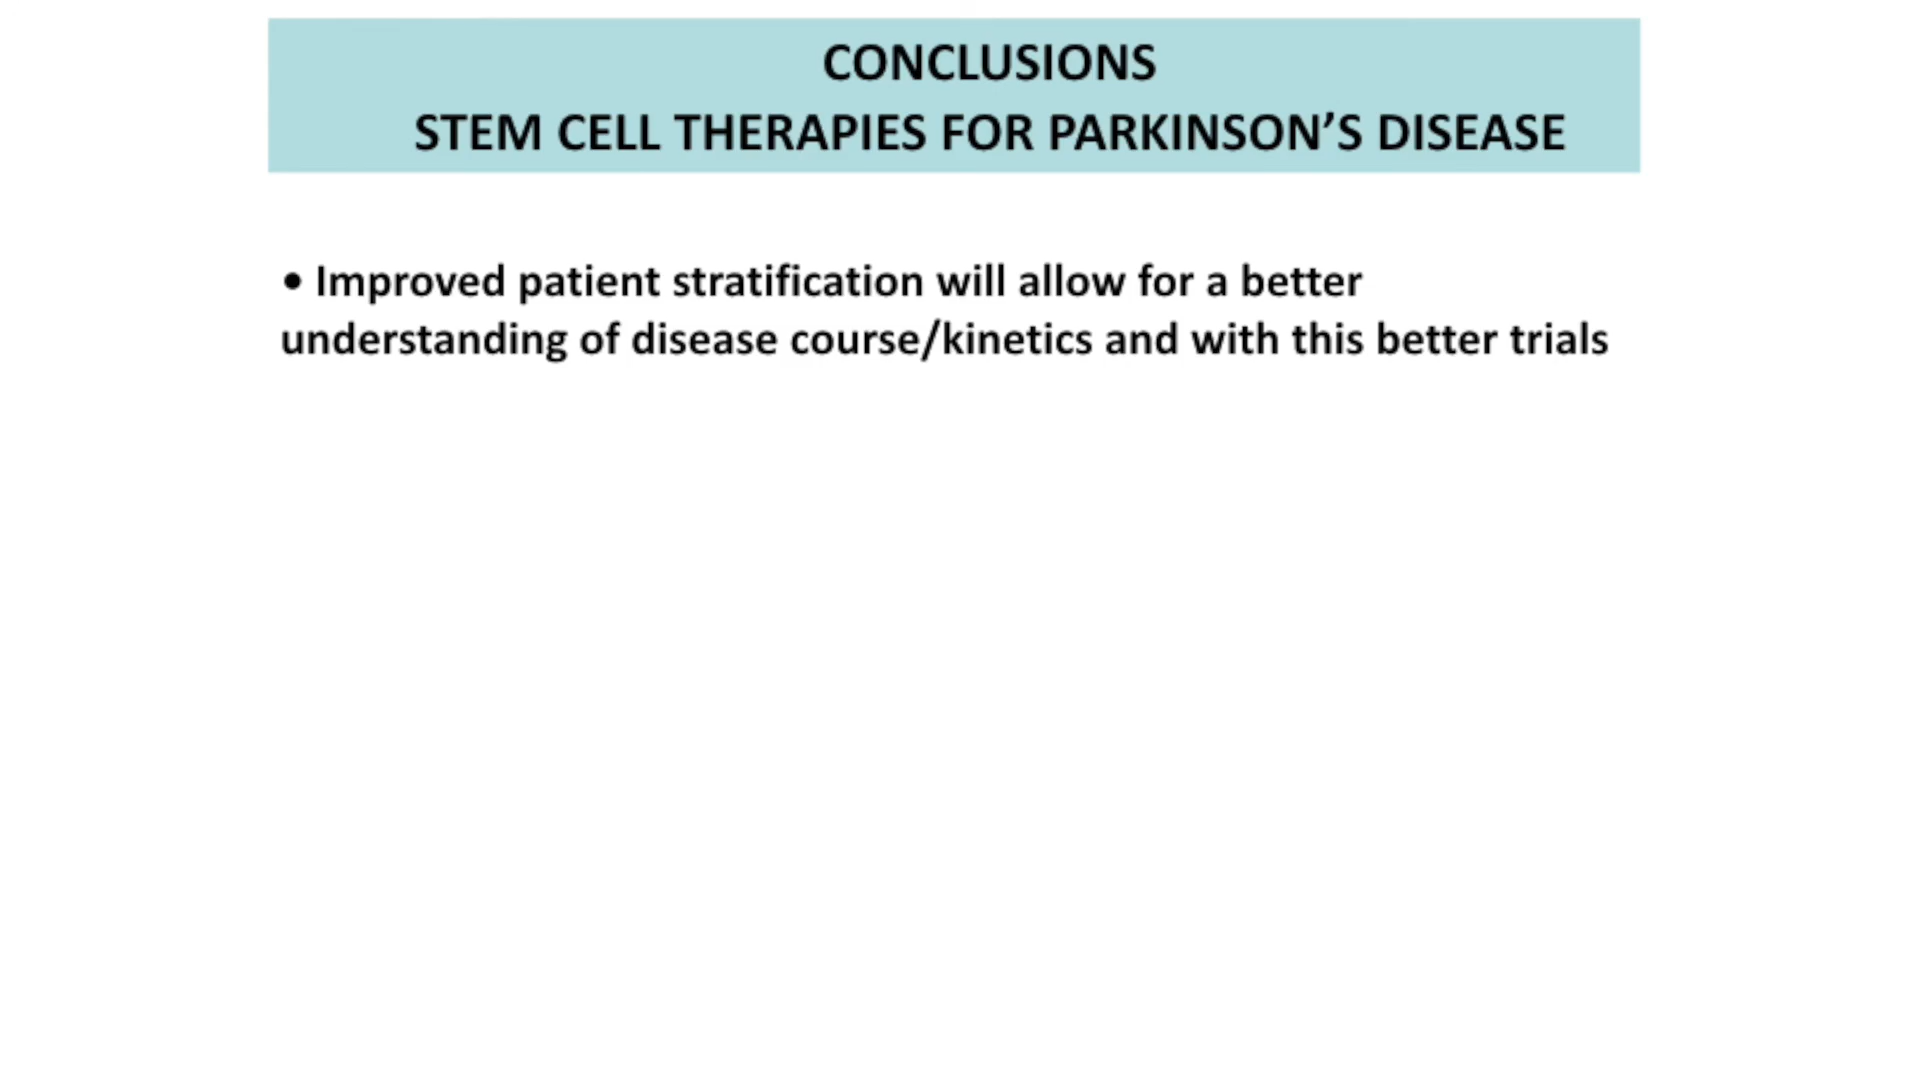 CONCLUSIONS
STEM CELL THERAPIES FOR PARKINSON’S DISEASE
• Improved patient stratification will allow for a better
understanding of disease course/kinetics and with this better trials